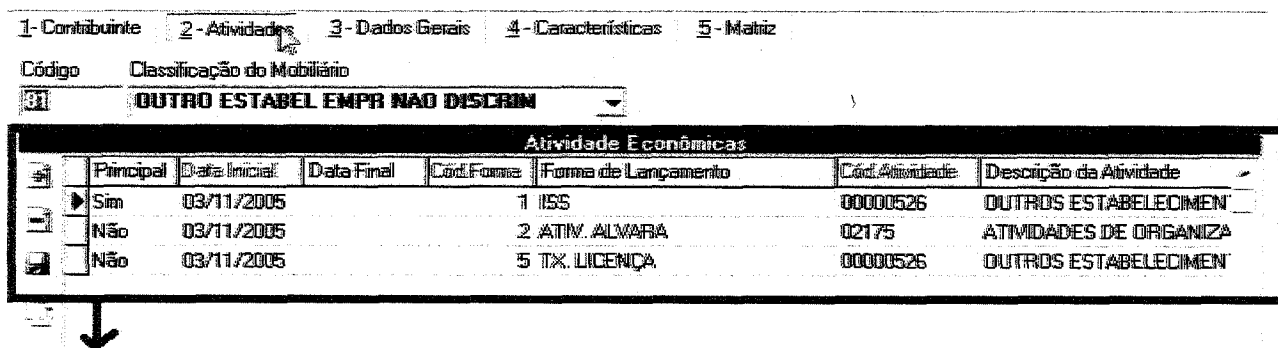 1- Contribuinte 2 - Atividades 3 - Dados Gerais 4 - Características 5 - Matriz
Código Classificação do Mobiliário
91 OUTRO ESTABEL EMPR NAO DISCRIM
Atividade Econômicas
Principal Data Inicial Data Final Cód.Forma Forma de Lançamento Cód.Atividade Descrição da Atividade
Sim 03/11/2005 1 ISS 00000526 OUTROS ESTABELECIMENT
Não 03/11/2005 2 ATIV. ALVARA 02175 ATIVIDADES DE ORGANIZA
Não 03/11/2005 5 TX. LICENÇA 00000526 OUTROS ESTABELECIMENT